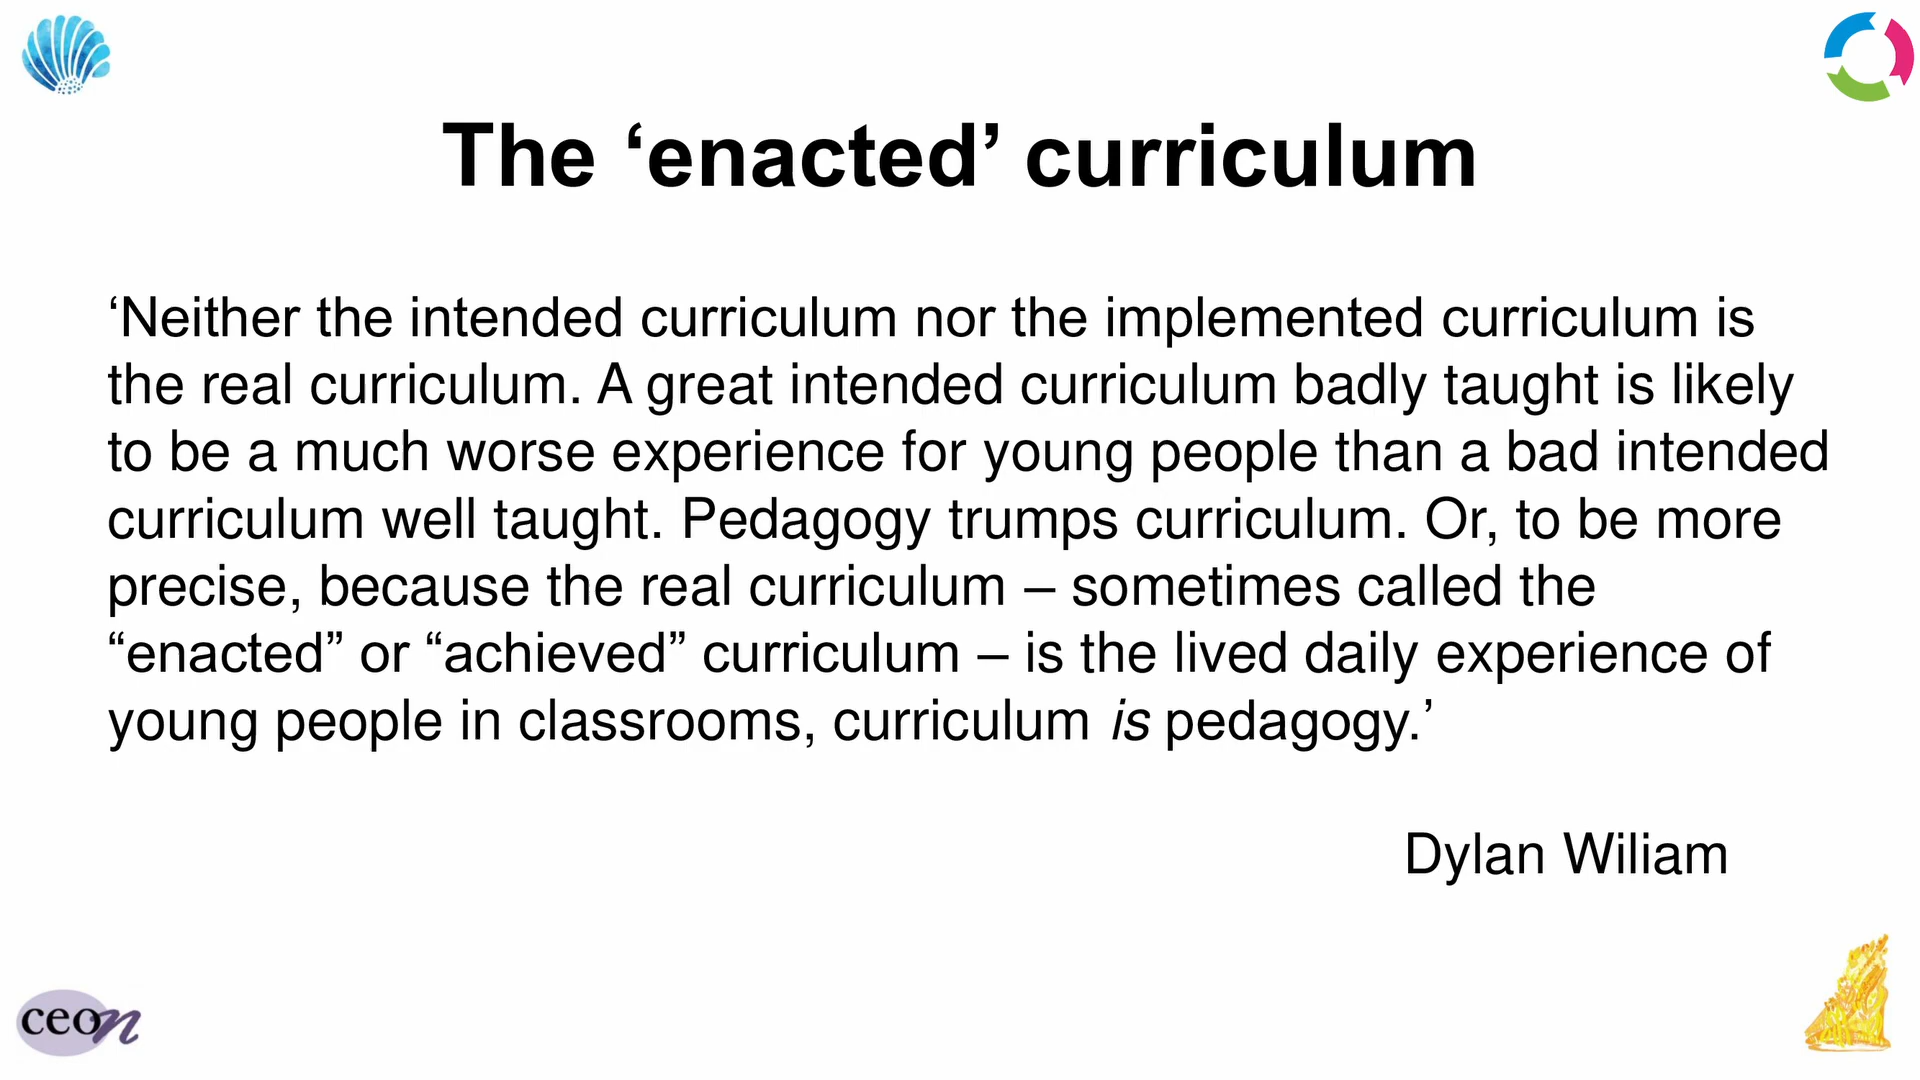 The ‘enacted’ curriculum
‘Neither the intended curriculum nor the implemented curriculum is
the real curriculum. A great intended curriculum badly taught is likely
to be a much worse experience for young people than a bad intended
curriculum well taught. Pedagogy trumps curriculum. Or, to be more
precise, because the real curriculum – sometimes called the
“enacted” or “achieved” curriculum – is the lived daily experience of
young people in classrooms, curriculum is pedagogy.’
Dylan Wiliam
ceon